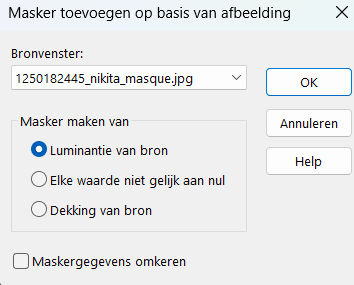 Masker toevoegen op basis van afbeelding
Bronvenster:
1250182445_nikita_masque.jpg
OK
Masker maken van
Annuleren
Luminantie van bron
Help
Elke waarde niet gelijk aan nul
Dekking van bron
Maskergegevens omkeren